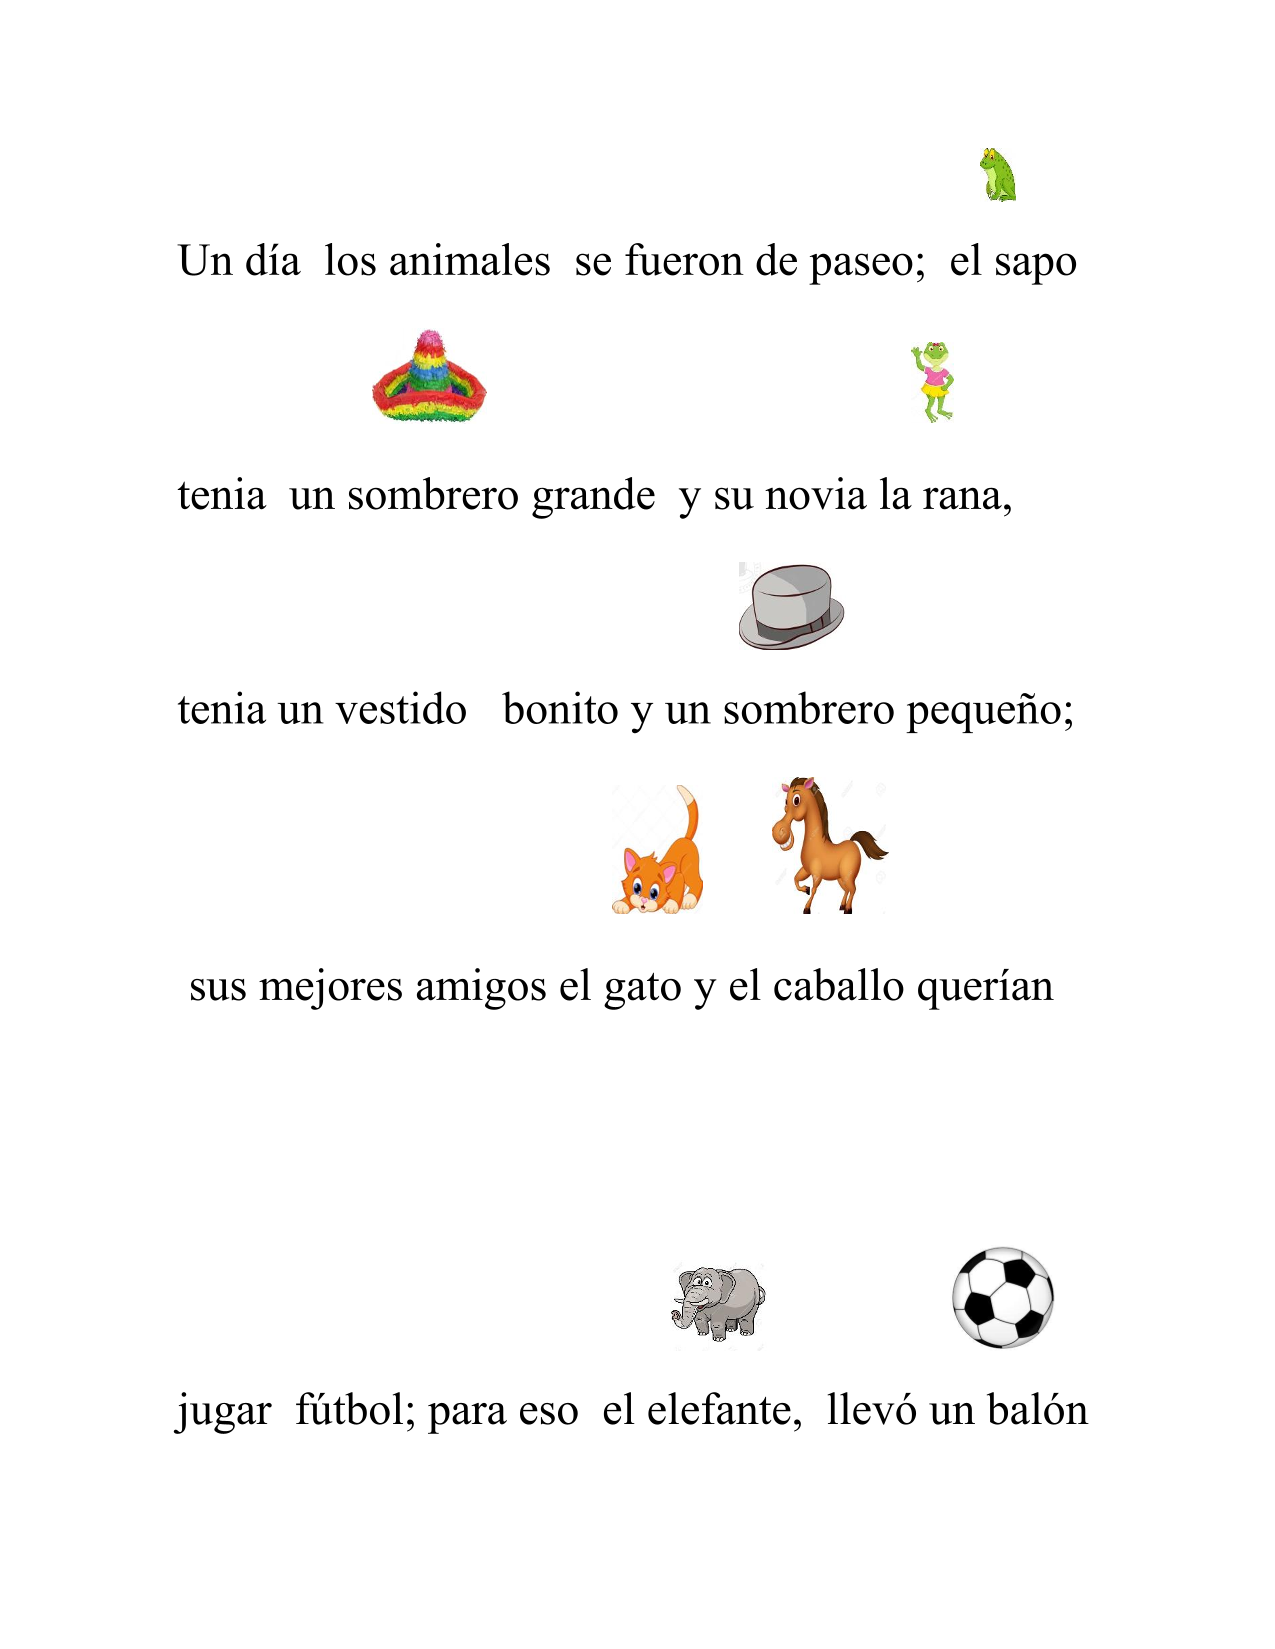 Un día los animales se fueron de paseo; el sapo
tenia un sombrero grande y su novia la rana,
tenia un vestido bonito y un sombrero pequeño;
sus mejores amigos el gato y el caballo querían
jugar fútbol; para eso el elefante, llevó un balón